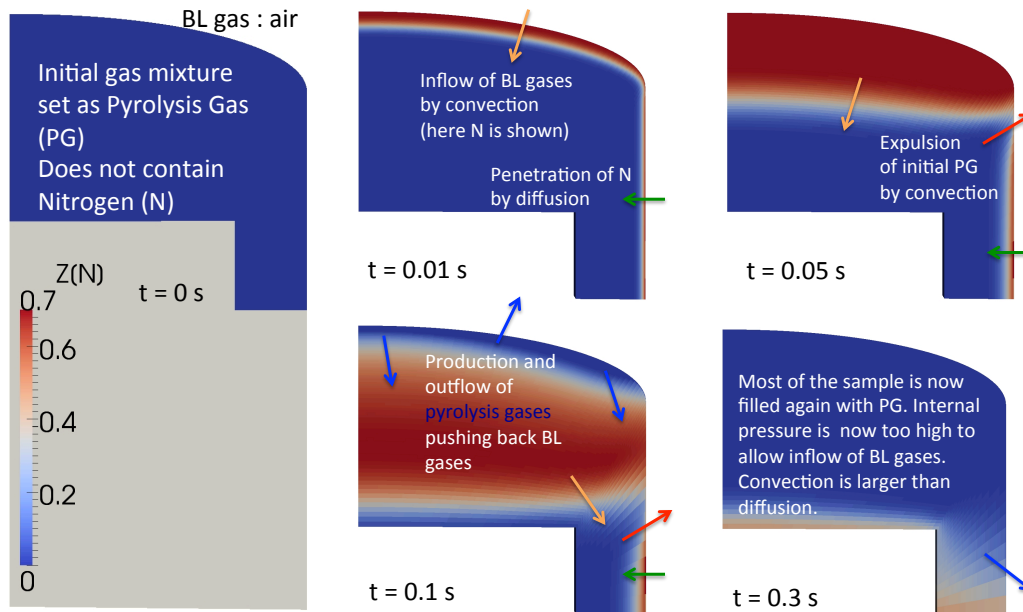 BL gas : air
Initial gas mixture
set as Pyrolysis Gas
(PG)
Does not contain
Nitrogen (N)
Z(N)
0.7
0.6
0.4
0.2
0
t = 0 s
Inflow of BL gases
by convection
(here N is shown)
Penetration of N
by diffusion
t = 0.01 s
Expulsion
of initial PG
by convection
t = 0.05 s
Production and
outflow of
pyrolysis gases
pushing back BL
gases
t = 0.1 s
Most of the sample is now
filled again with PG. Internal
pressure is now too high to
allow inflow of BL gases.
Convection is larger than
diffusion.
t = 0.3 s